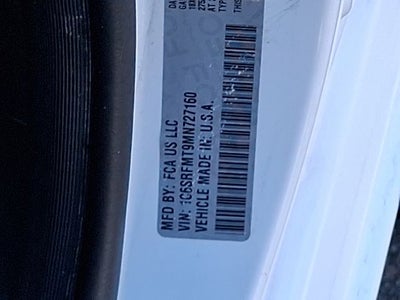 MFD BY: FCA US LLC
VIN: 1C6SRFMT9MN727160
VEHICLE MADE IN: U.S.A.